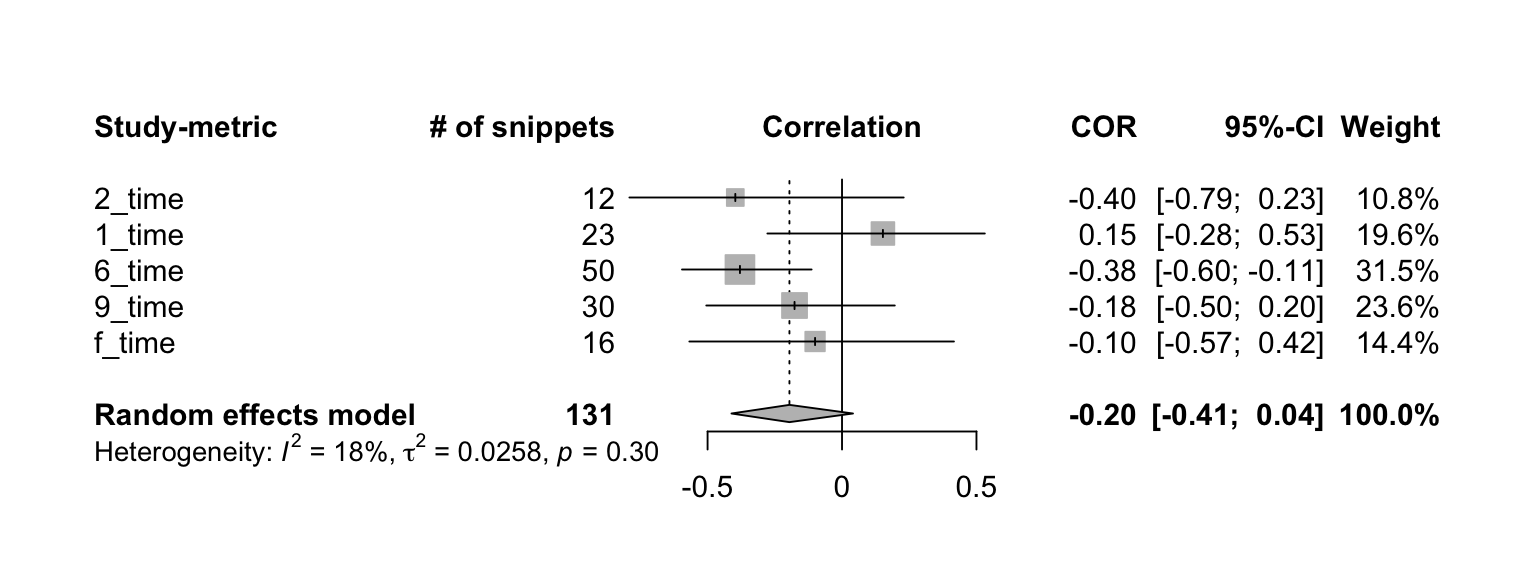 Study-metric # of snippets Correlation COR 95%-CI Weight
2_time 12 -0.40 [-0.79; 0.23] 10.8%
1_time 23 0.15 [-0.28; 0.53] 19.6%
6_time 50 -0.38 [-0.60; -0.11] 31.5%
9_time 30 -0.18 [-0.50; 0.20] 23.6%
f_time 16 -0.10 [-0.57; 0.42] 14.4%
Random effects model 131 -0.20 [-0.41; 0.04] 100.0%
Heterogeneity: I² = 18%, τ² = 0.0258, p = 0.30
-0.5 0 0.5